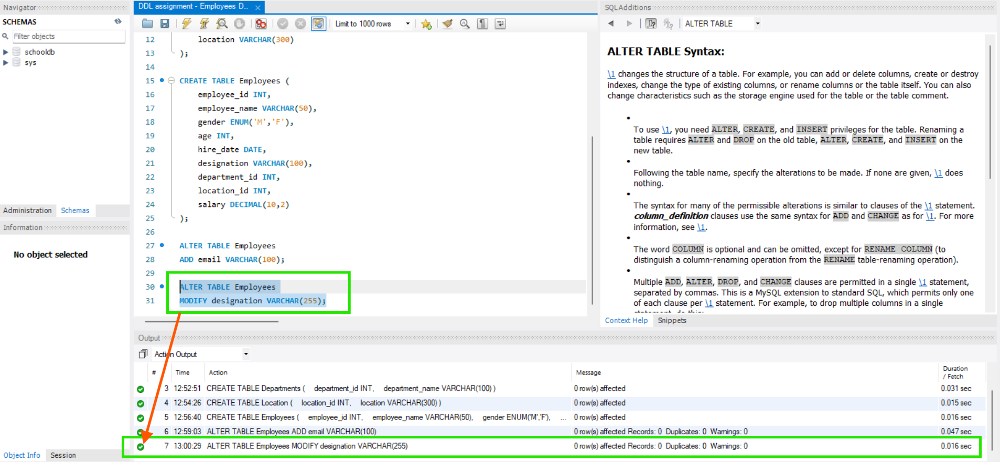 Navigator
SCHEMAS
Filter objects
schooldb
sys
Administration Schemas
Information
No object selected
Object Info Session
DDL assignment - Employees D...
Limit to 1000 rows
12 location VARCHAR(300)
13 );
14
15 CREATE TABLE Employees (
16 employee_id INT,
17 employee_name VARCHAR(50),
18 gender ENUM('M','F'),
19 age INT,
20 hire_date DATE,
21 designation VARCHAR(100),
22 department_id INT,
23 location_id INT,
24 salary DECIMAL(10,2)
25 );
26
27 ALTER TABLE Employees
28 ADD email VARCHAR(100);
29
30 ALTER TABLE Employees
31 MODIFY designation VARCHAR(255);
SQLAdditions
ALTER TABLE
ALTER TABLE Syntax:
\1 changes the structure of a table. For example, you can add or delete columns, create or destroy
indexes, change the type of existing columns, or rename columns or the table itself. You can also
change characteristics such as the storage engine used for the table or the table comment.
To use \1, you need ALTER, CREATE, and INSERT privileges for the table. Renaming a
table requires ALTER and DROP on the old table, ALTER, CREATE, and INSERT on the
new table.
Following the table name, specify the alterations to be made. If none are given, \1 does
nothing.
The syntax for many of the permissible alterations is similar to clauses of the \1 statement.
column_definition clauses use the same syntax for ADD and CHANGE as for \1. For more
information, see \1.
The word COLUMN is optional and can be omitted, except for RENAME COLUMN (to
distinguish a column-renaming operation from the RENAME table-renaming operation).
Multiple ADD, ALTER, DROP, and CHANGE clauses are permitted in a single \1 statement,
separated by commas. This is a MySQL extension to standard SQL, which permits only one
of each clause per \1 statement. For example, to drop multiple columns in a single
Context Help Snippets
Output
Action Output
# Time Action Message Duration / Fetch
3 12:52:51 CREATE TABLE Departments ( department_id INT, department_name VARCHAR(100) ) 0 row(s) affected 0.031 sec
4 12:54:26 CREATE TABLE Location ( location_id INT, location VARCHAR(300) ) 0 row(s) affected 0.015 sec
5 12:56:40 CREATE TABLE Employees ( employee_id INT, employee_name VARCHAR(50), gender ENUM('M','F'), ... 0 row(s) affected 0.016 sec
6 12:59:03 ALTER TABLE Employees ADD email VARCHAR(100) 0 row(s) affected Records: 0 Duplicates: 0 Warnings: 0 0.047 sec
7 13:00:29 ALTER TABLE Employees MODIFY designation VARCHAR(255) 0 row(s) affected Records: 0 Duplicates: 0 Warnings: 0 0.016 sec